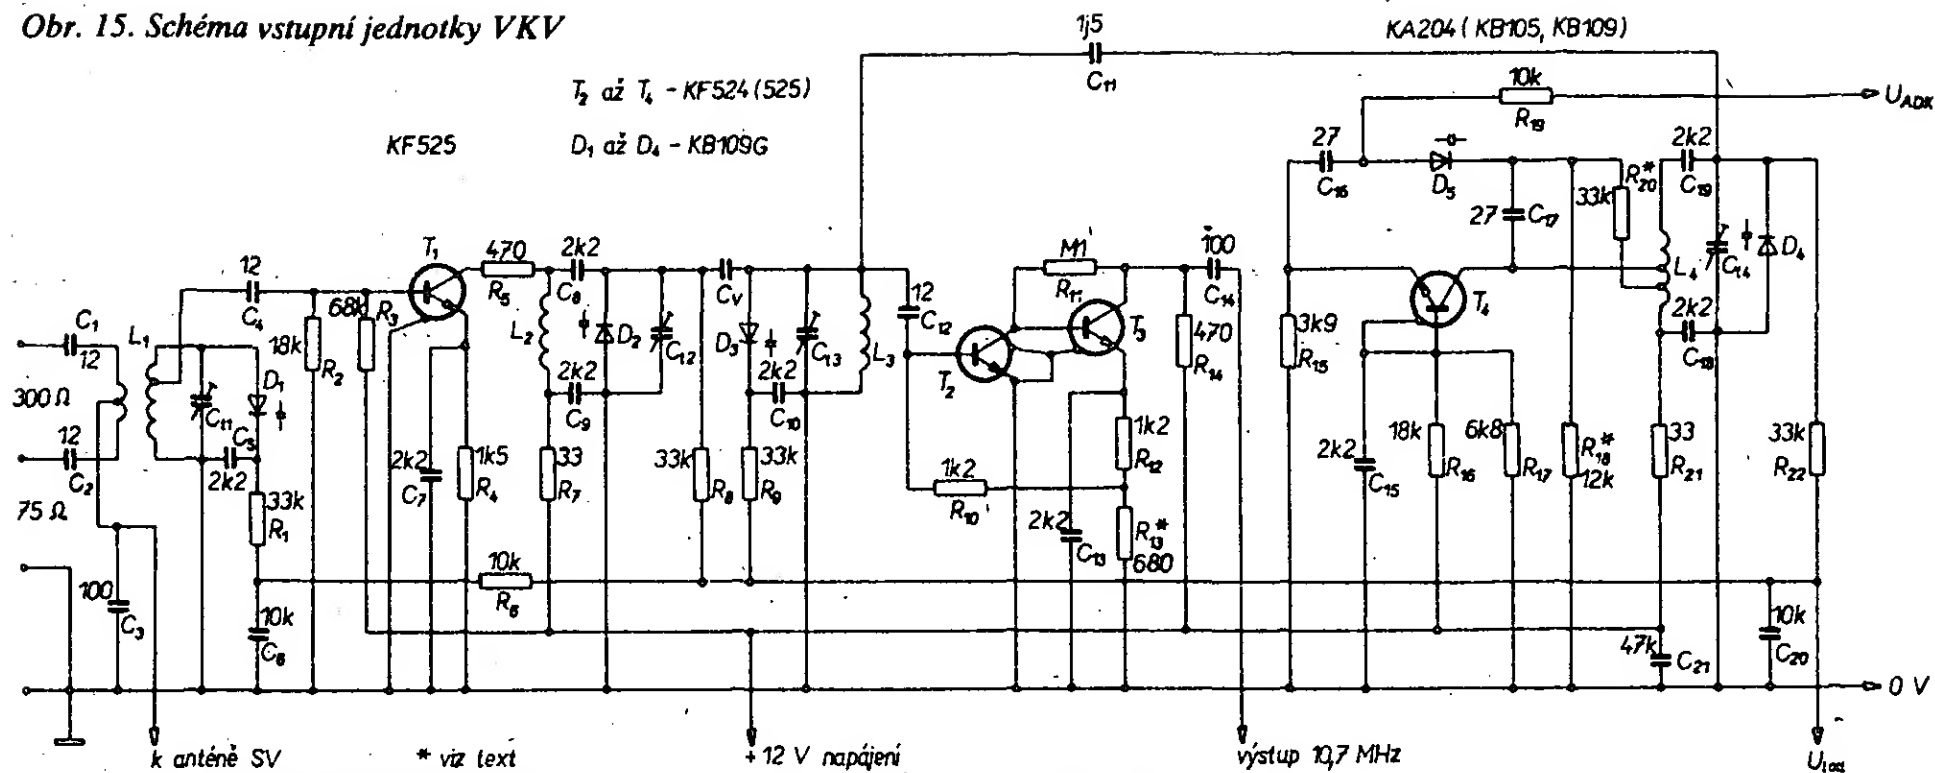 Obr. 15. Schéma vstupní jednotky VKV
1j5
C11
KA204 (KB105, KB109)
T2 až T4 - KF524 (525)
KF525
D1 až D4 - KB109G
10k
R19
UADK
27
C16
D5
2k2
C19
R20*
33k
27
C17
L4
C14
D4
T1
470
R5
2k2
C8
CV
M1
R11
100
C14
12
C4
68k
R3
18k
R2
C1
12
L1
D1
C11
300 Ω
12
C2
C5
2k2
75 Ω
33k
R1
L2
D2
C12
D3
C13
L3
2k2
C9
2k2
C10
12
C12
T2
T3
470
R14
3k9
R15
T4
2k2
C18
2k2
C7
1k5
R4
33
R7
33k
R8
33k
R9
1k2
R10
1k2
R12
2k2
C13
R13*
680
2k2
C15
18k
R16
6k8
R17
R18*
12k
33
R21
33k
R22
100
C3
10k
C6
10k
R6
47k
C21
10k
C20
0 V
k anténě SV
* viz text
+ 12 V napájení
výstup 10,7 MHz